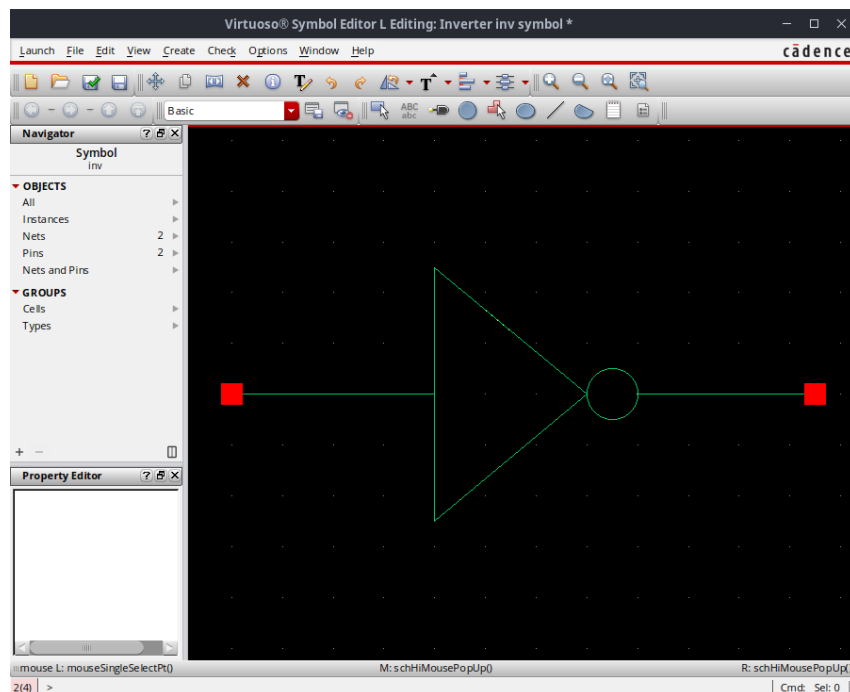 Virtuoso® Symbol Editor L Editing: Inverter inv symbol *
Launch File Edit View Create Check Options Window Help
cādence
T T
Basic
ABC
abc
Navigator
Symbol
inv
OBJECTS
All
Instances
Nets 2
Pins 2
Nets and Pins
GROUPS
Cells
Types
Property Editor
mouse L: mouseSingleSelectPt() M: schHiMousePopUp() R: schHiMousePopUp()
2(4) > Cmd: Sel: 0